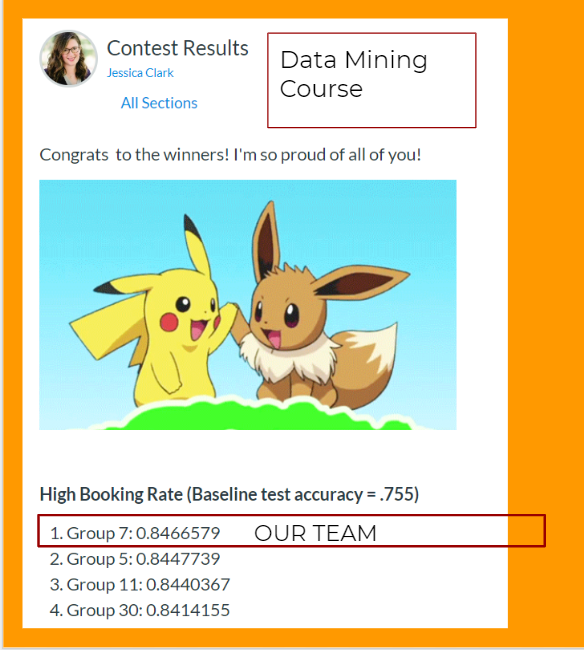 Contest Results
Jessica Clark
All Sections
Data Mining
Course
Congrats to the winners! I'm so proud of all of you!
High Booking Rate (Baseline test accuracy = .755)
1. Group 7: 0.8466579 OUR TEAM
2. Group 5: 0.8447739
3. Group 11: 0.8440367
4. Group 30: 0.8414155